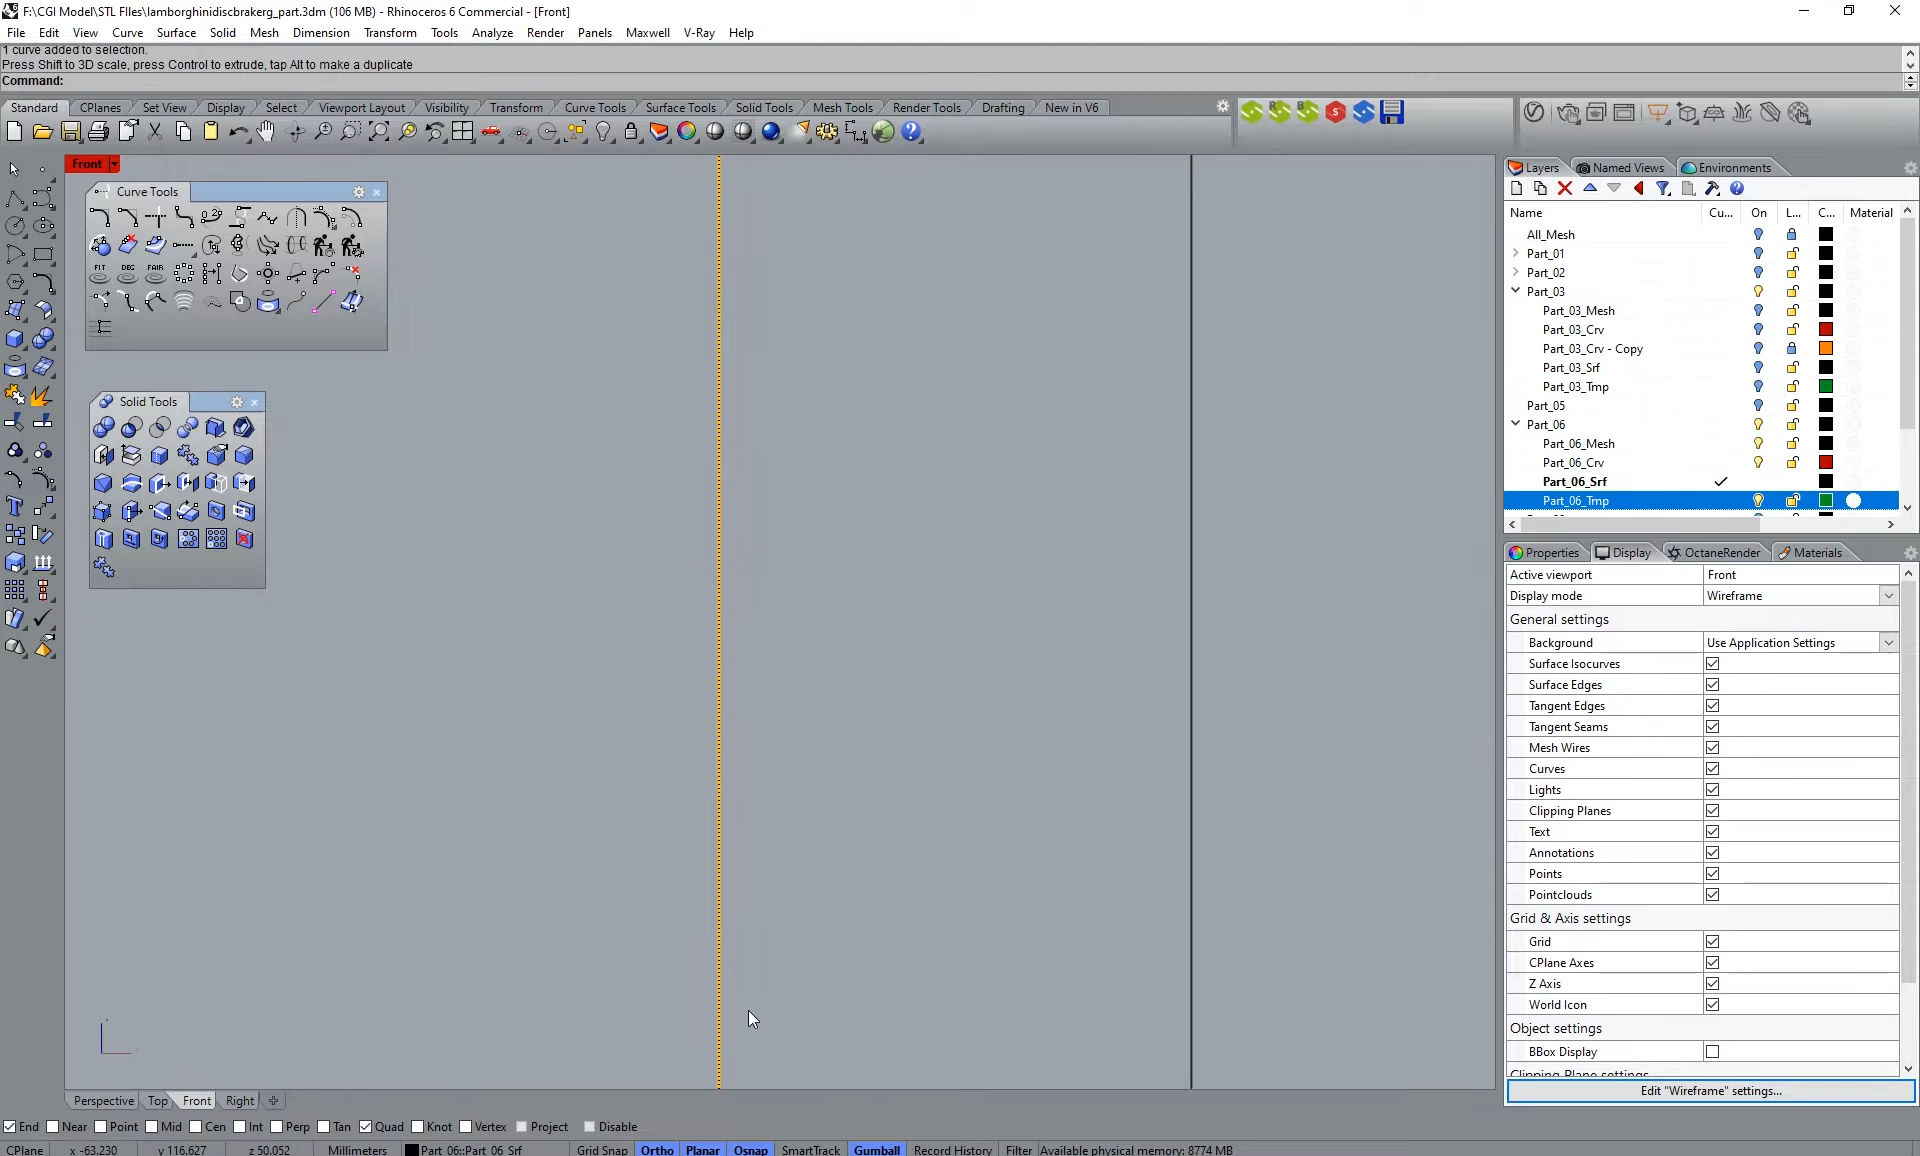 F:\CGI Model\STL FIles\lamborghinidiscbrakerg_part.3dm (106 MB) - Rhinoceros 6 Commercial - [Front]
File Edit View Curve Surface Solid Mesh Dimension Transform Tools Analyze Render Panels Maxwell V-Ray Help
1 curve added to selection.
Press Shift to 3D scale, press Control to extrude, tap Alt to make a duplicate
Command:
Standard CPlanes Set View Display Select Viewport Layout Visibility Transform Curve Tools Surface Tools Solid Tools Mesh Tools Render Tools Drafting New in V6
Front
Curve Tools
FIT DEG FAIR
Solid Tools
Layers Named Views Environments
Name Cu... On L... C... Material
All_Mesh
Part_01
Part_02
Part_03
Part_03_Mesh
Part_03_Crv
Part_03_Crv - Copy
Part_03_Srf
Part_03_Tmp
Part_05
Part_06
Part_06_Mesh
Part_06_Crv
Part_06_Srf
Part_06_Tmp
Properties Display OctaneRender Materials
Active viewport Front
Display mode Wireframe
General settings
Background Use Application Settings
Surface Isocurves
Surface Edges
Tangent Edges
Tangent Seams
Mesh Wires
Curves
Lights
Clipping Planes
Text
Annotations
Points
Pointclouds
Grid & Axis settings
Grid
CPlane Axes
Z Axis
World Icon
Object settings
BBox Display
Clipping Plane settings
Edit "Wireframe" settings...
Perspective Top Front Right
End Near Point Mid Cen Int Perp Tan Quad Knot Vertex Project Disable
CPlane x -63.230 y 116.627 z 50.052 Millimeters Part_06::Part_06_Srf Grid Snap Ortho Planar Osnap SmartTrack Gumball Record History Filter Available physical memory: 8774 MB